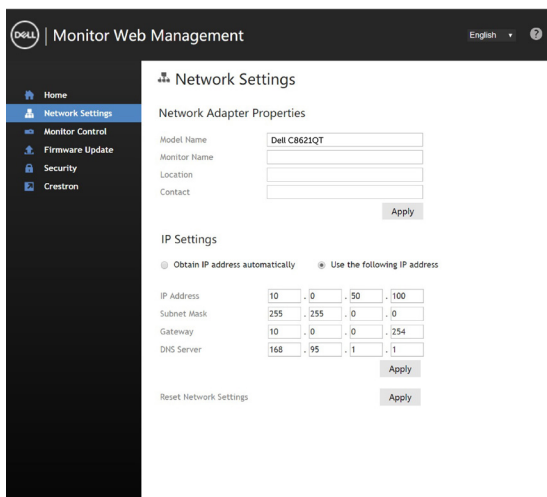 DELL | Monitor Web Management
English ▼ ?
Home
Network Settings
Monitor Control
Firmware Update
Security
Crestron
Network Settings
Network Adapter Properties
Model Name Dell C8621QT
Monitor Name
Location
Contact
Apply
IP Settings
Obtain IP address automatically Use the following IP address
IP Address 10 . 0 . 50 . 100
Subnet Mask 255 . 255 . 0 . 0
Gateway 10 . 0 . 0 . 254
DNS Server 168 . 95 . 1 . 1
Apply
Reset Network Settings Apply